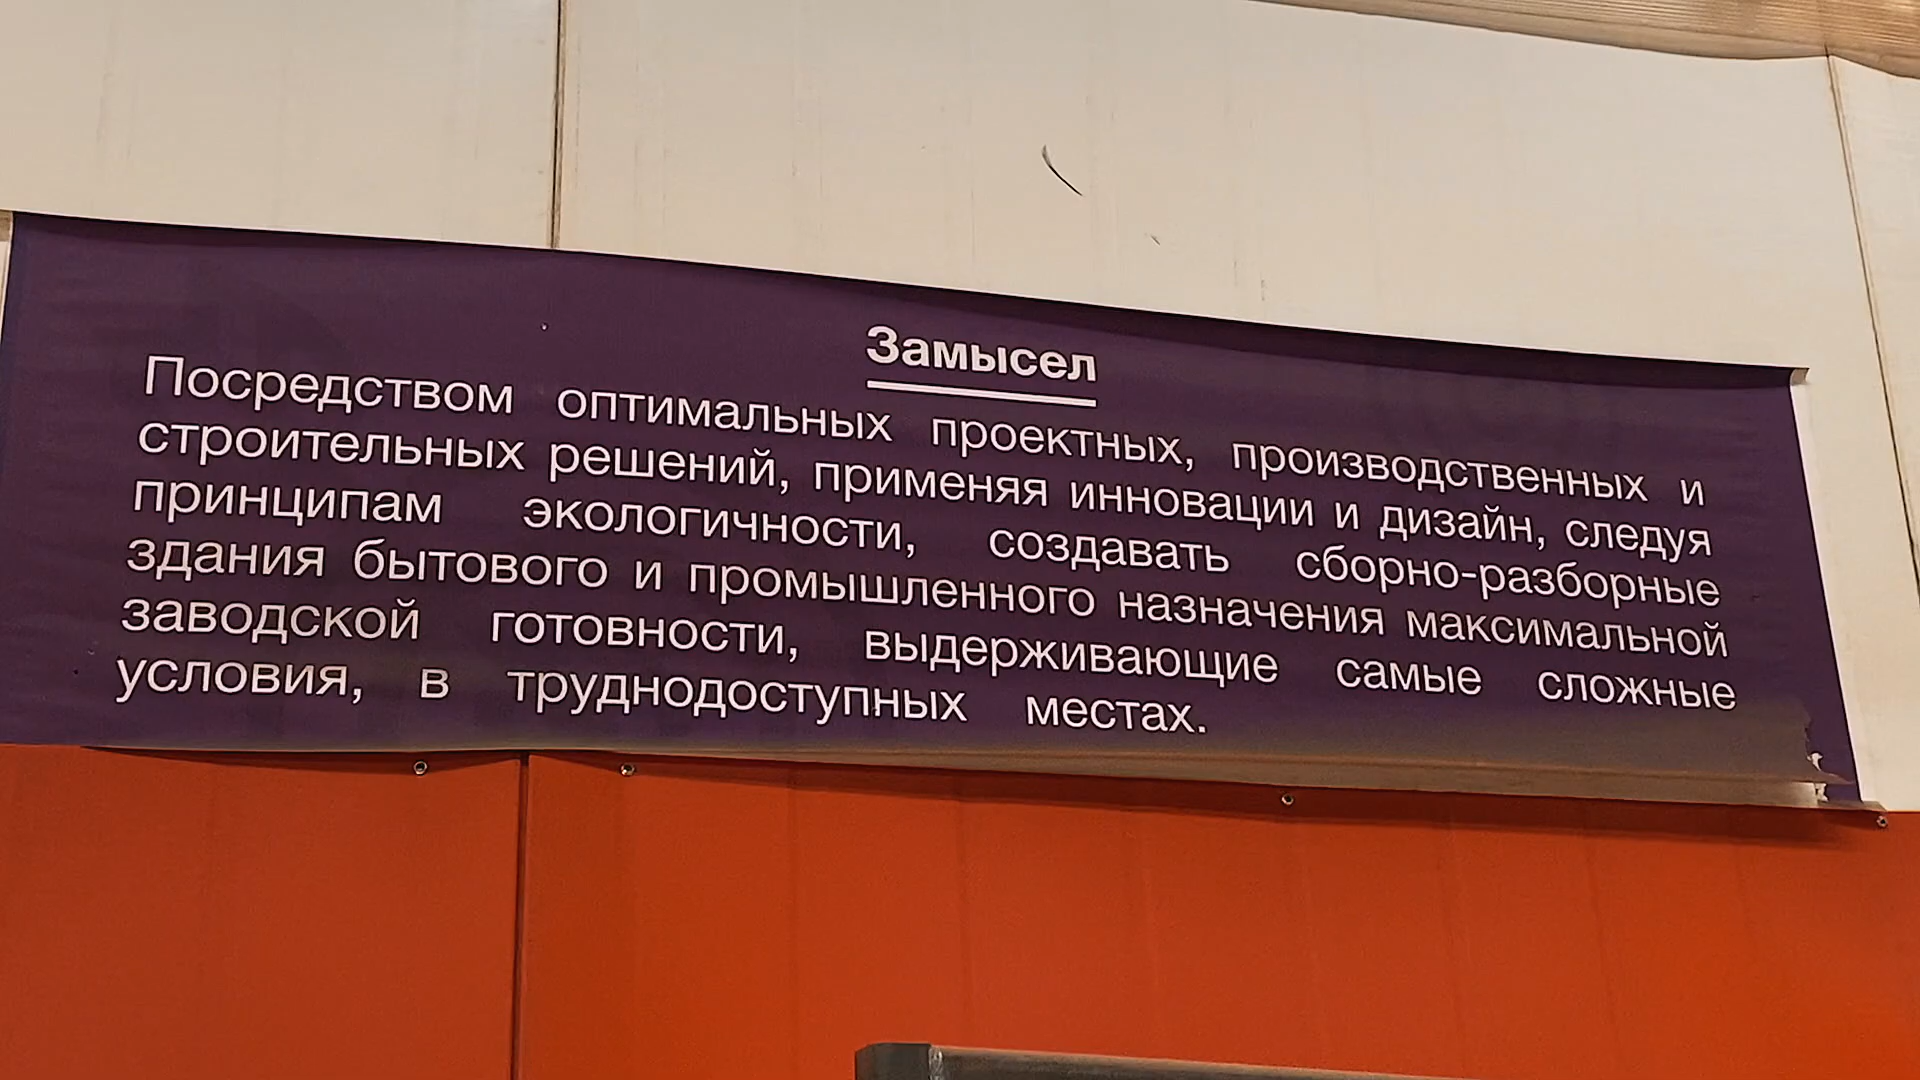 Замысел
Посредством оптимальных проектных, производственных и
строительных решений, применяя инновации и дизайн, следуя
принципам экологичности, создавать сборно-разборные
здания бытового и промышленного назначения максимальной
заводской готовности, выдерживающие самые сложные
условия, в труднодоступных местах.